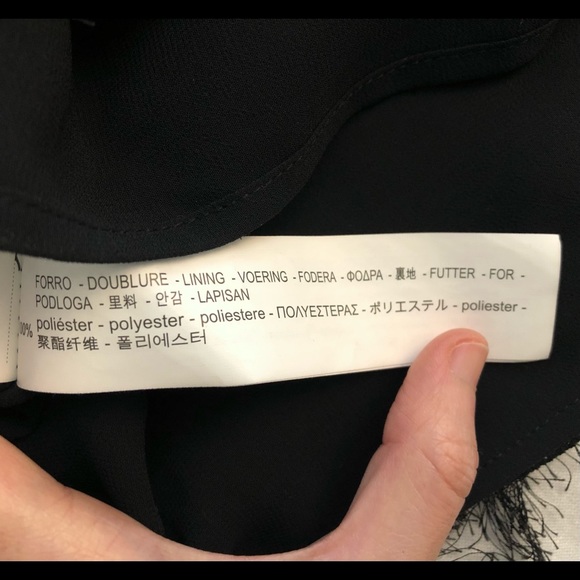 FORRO - DOUBLURE - LINING - VOERING - FODERA - ΦΟΔΡΑ - 裏地 - FUTTER - FOR -
PODLOGA - 里料 - 안감 - LAPISAN
00% poliéster - polyester - poliestere - ΠΟΛΥΕΣΤΕΡΑΣ - ポリエステル - poliester -
聚酯纤维 - 폴리에스터